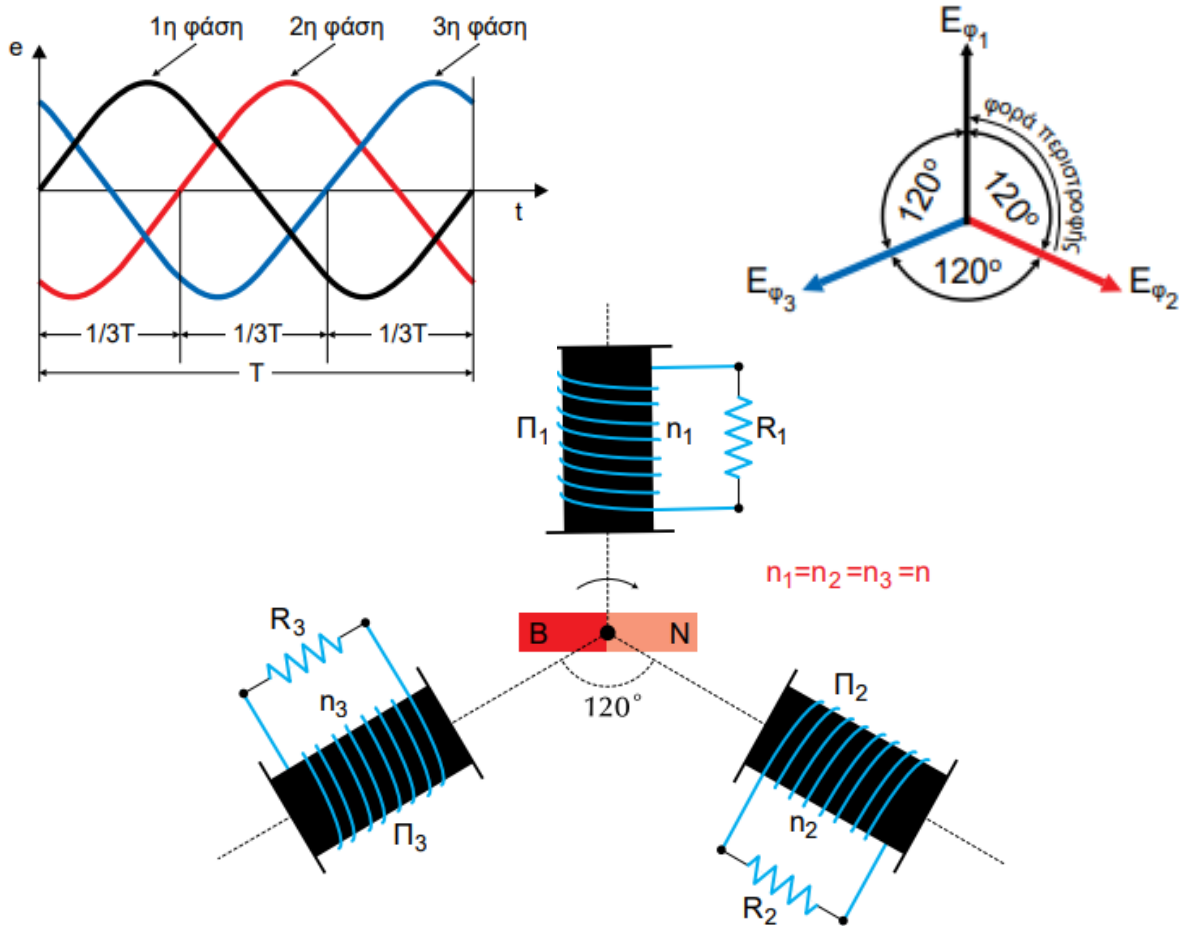 1η φάση 2η φάση 3η φάση
e
t
1/3T 1/3T 1/3T
T
Eφ1
φορά περιστροφής
120° 120°
120°
Eφ3 Eφ2
Π1 n1 R1
n1=n2=n3=n
B N
120°
R3
n3
Π3
Π2
n2
R2